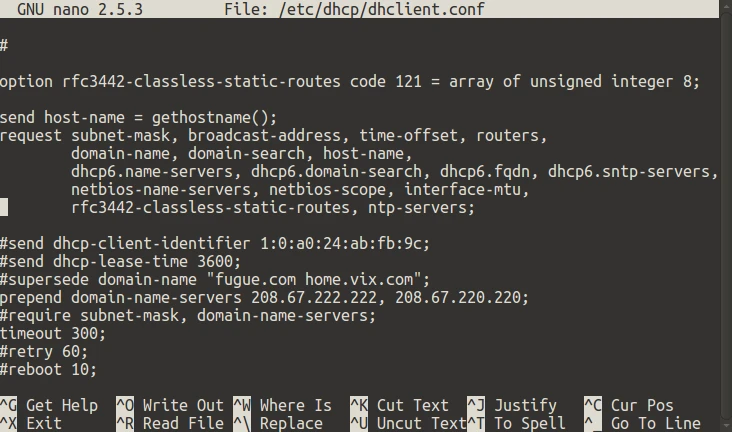 GNU nano 2.5.3 File: /etc/dhcp/dhclient.conf
#
option rfc3442-classless-static-routes code 121 = array of unsigned integer 8;
send host-name = gethostname();
request subnet-mask, broadcast-address, time-offset, routers,
domain-name, domain-search, host-name,
dhcp6.name-servers, dhcp6.domain-search, dhcp6.fqdn, dhcp6.sntp-servers,
netbios-name-servers, netbios-scope, interface-mtu,
rfc3442-classless-static-routes, ntp-servers;
#send dhcp-client-identifier 1:0:a0:24:ab:fb:9c;
#send dhcp-lease-time 3600;
#supersede domain-name "fugue.com home.vix.com";
prepend domain-name-servers 208.67.222.222, 208.67.220.220;
#require subnet-mask, domain-name-servers;
timeout 300;
#retry 60;
#reboot 10;
^G Get Help ^O Write Out ^W Where Is ^K Cut Text ^J Justify ^C Cur Pos
^X Exit ^R Read File ^\ Replace ^U Uncut Text ^T To Spell ^_ Go To Line